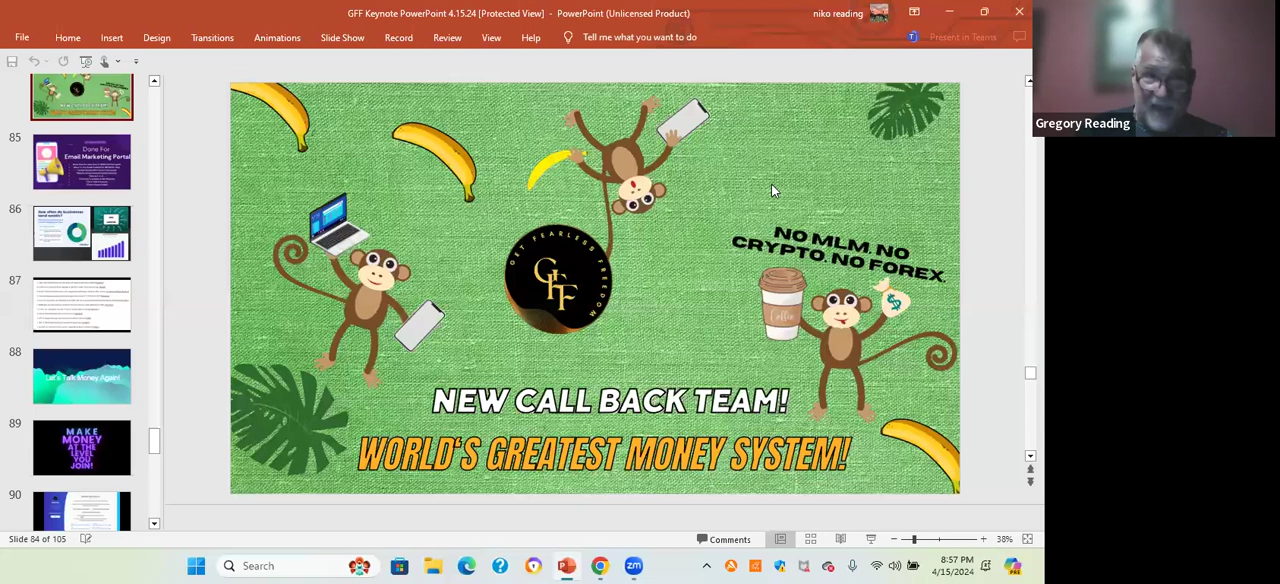 GFF Keynote PowerPoint 4.15.24 [Protected View] - PowerPoint (Unlicensed Product)
niko reading
File Home Insert Design Transitions Animations Slide Show Record Review View Help Tell me what you want to do
Present in Teams
Gregory Reading
85
Done For
Email Marketing Portal
86
87
88
Let's Talk Money Again!
89
MAKE
MONEY
AT THE
LEVEL
YOU
JOIN!
90
GET FEARLESS FREEDOM
GFF
NO MLM. NO
CRYPTO. NO FOREX.
Coffee
$
NEW CALL BACK TEAM!
WORLD'S GREATEST MONEY SYSTEM!
Slide 84 of 105
Comments
38%
Search
zm
8:57 PM
4/15/2024